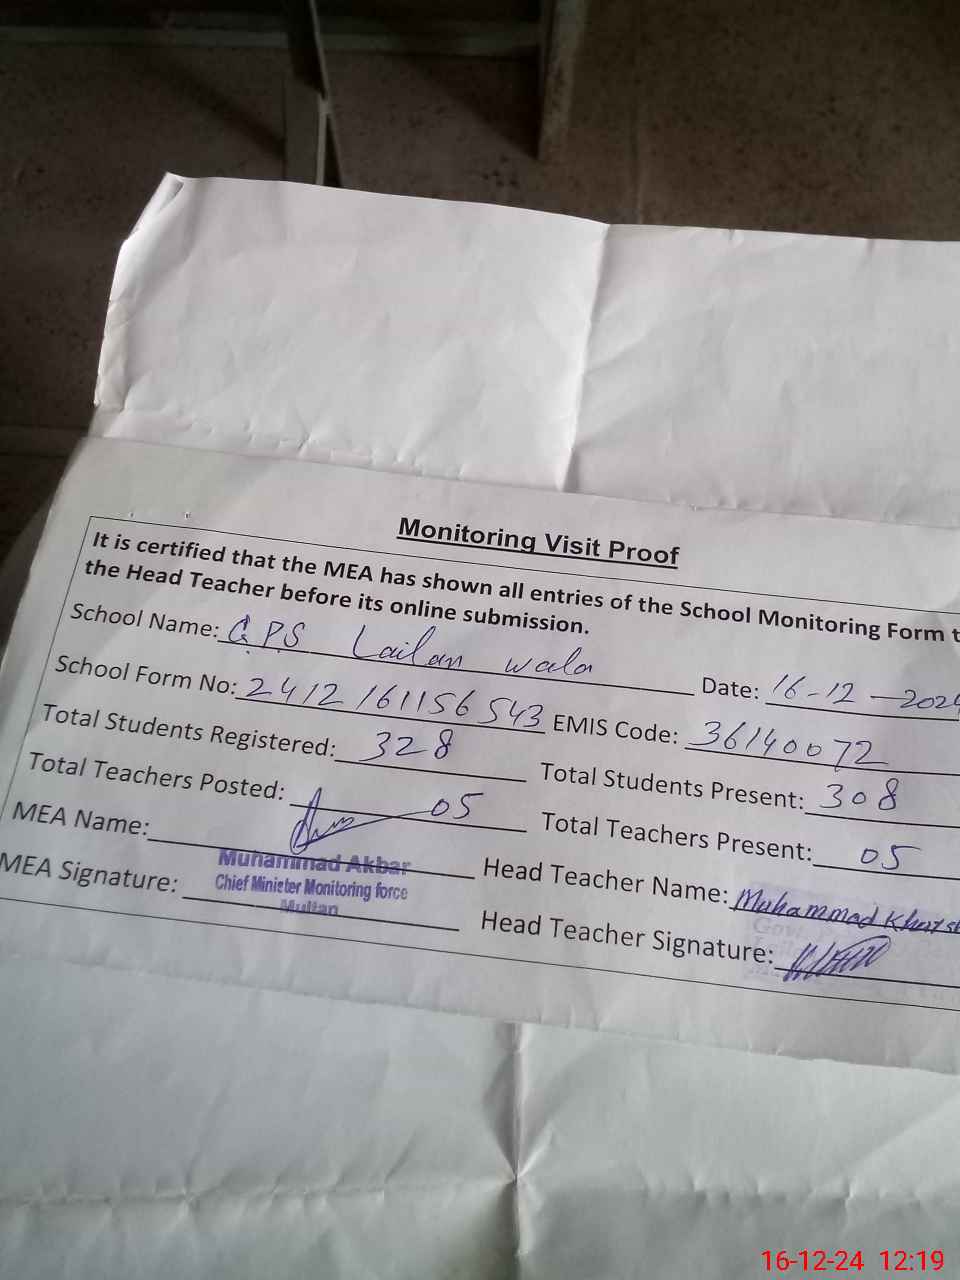 Monitoring Visit Proof
It is certified that the MEA has shown all entries of the School Monitoring Form t
the Head Teacher before its online submission.
School Name: G.P.S Lailan wala Date: 16-12-2024
School Form No: 2412161156543 EMIS Code: 36140072
Total Students Registered: 328 Total Students Present: 308
Total Teachers Posted: 05 Total Teachers Present: 05
MEA Name: Head Teacher Name: Muhammad
Muhammad Akbar
Chief Minister Monitoring force
Multan
MEA Signature: Head Teacher Signature:
16-12-24 12:19